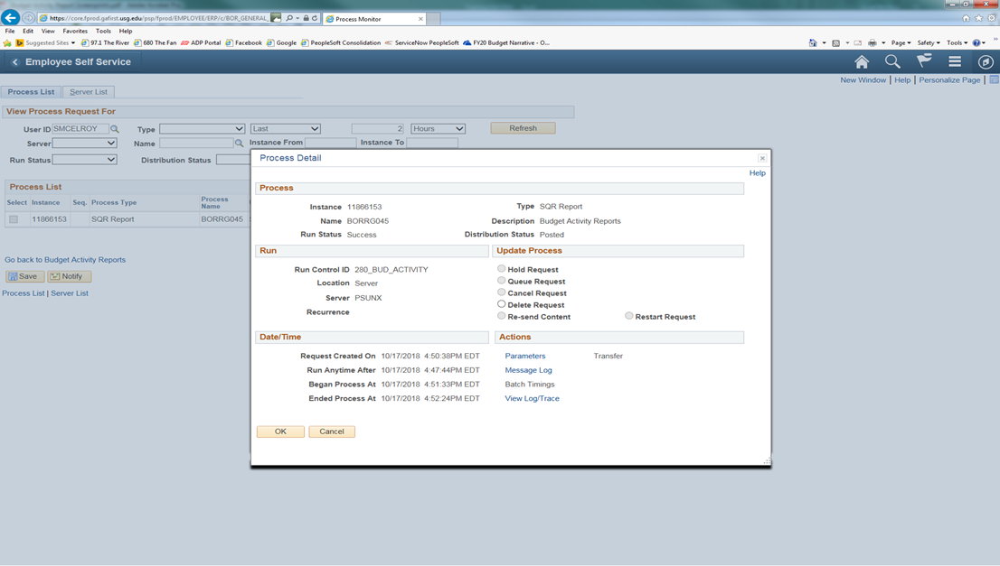 https://core.fprod.gafirst.usg.edu/psp/fprod/EMPLOYEE/ERP/c/BOR_GENERAL_
Process Monitor
File Edit View Favorites Tools Help
Suggested Sites 97.1 The River 680 The Fan ADP Portal Facebook Google PeopleSoft Consolidation ServiceNow PeopleSoft FY20 Budget Narrative - O...
Page Safety Tools
Employee Self Service
New Window | Help | Personalize Page |
Process List Server List
View Process Request For
User ID SMCELROY Type Last 2 Hours Refresh
Server Name Instance From Instance To
Run Status Distribution Status
Process List
Select Instance Seq. Process Type Process Name
11866153 SQR Report BORRG045
Go back to Budget Activity Reports
Save Notify
Process List | Server List
Process Detail
Help
Process
Instance 11866153 Type SQR Report
Name BORRG045 Description Budget Activity Reports
Run Status Success Distribution Status Posted
Run
Run Control ID 280_BUD_ACTIVITY
Location Server
Server PSUNX
Recurrence
Update Process
Hold Request
Queue Request
Cancel Request
Delete Request
Re-send Content Restart Request
Date/Time
Request Created On 10/17/2018 4:50:38PM EDT
Run Anytime After 10/17/2018 4:47:44PM EDT
Began Process At 10/17/2018 4:51:33PM EDT
Ended Process At 10/17/2018 4:52:24PM EDT
Actions
Parameters Transfer
Message Log
Batch Timings
View Log/Trace
OK Cancel